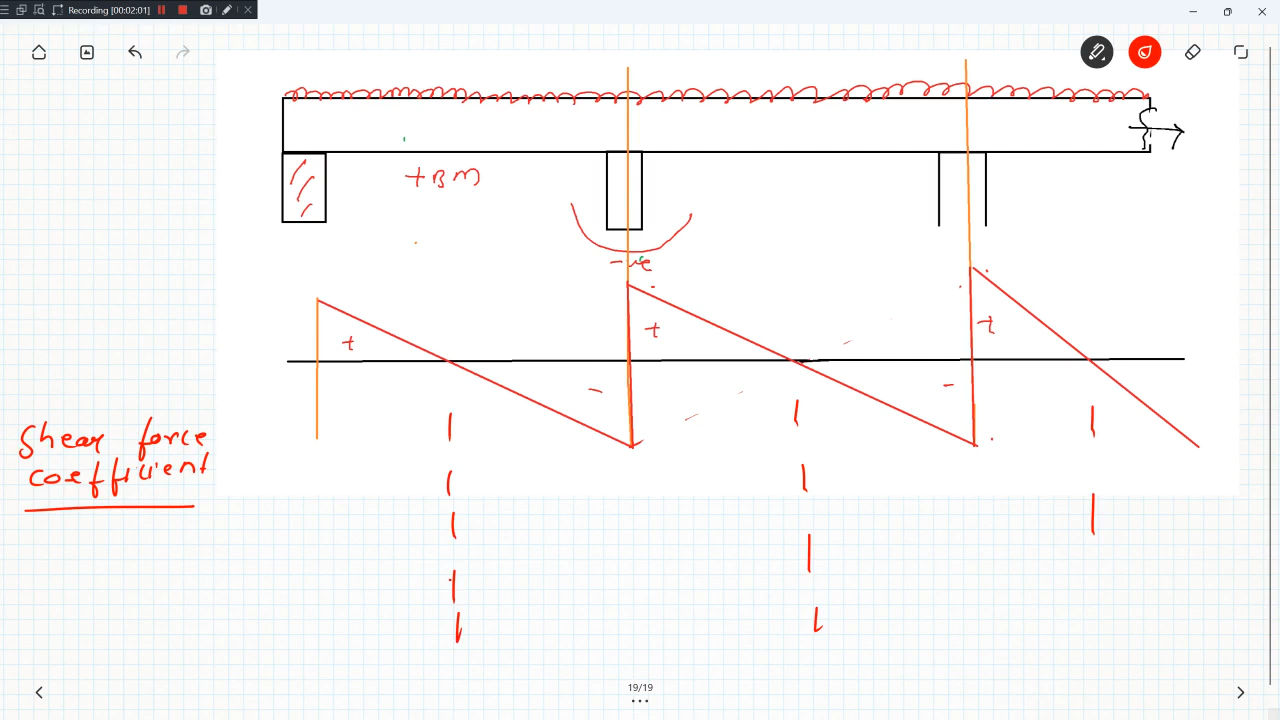 Recording [00:02:01]
+BM
-ve
+
+
+
-
-
Shear force
coefficient
19/19